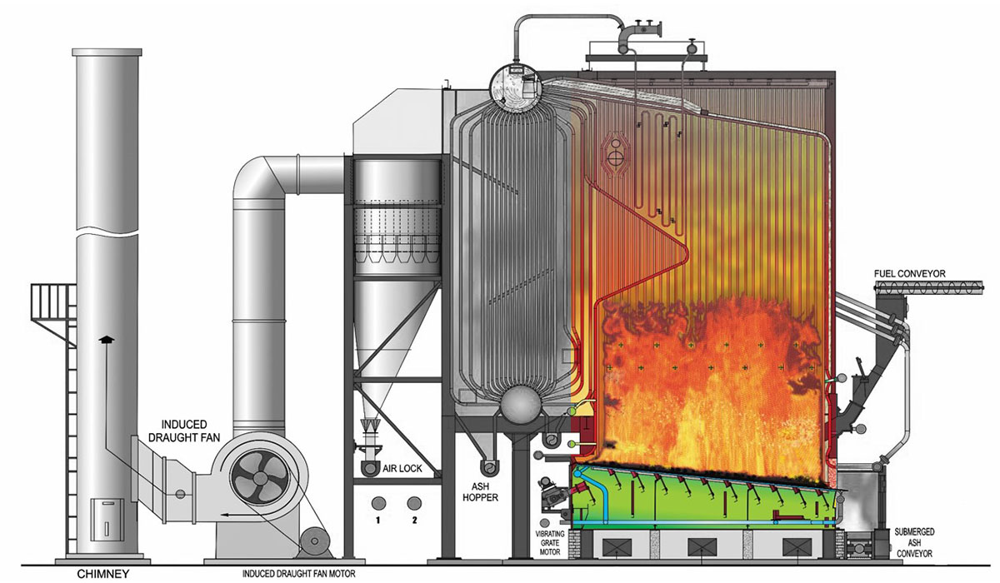 FUEL CONVEYOR
INDUCED
DRAUGHT FAN
AIR LOCK
ASH
HOPPER
1
2
VIBRATING
GRATE
MOTOR
SUBMERGED
ASH
CONVEYOR
CHIMNEY
INDUCED DRAUGHT FAN MOTOR